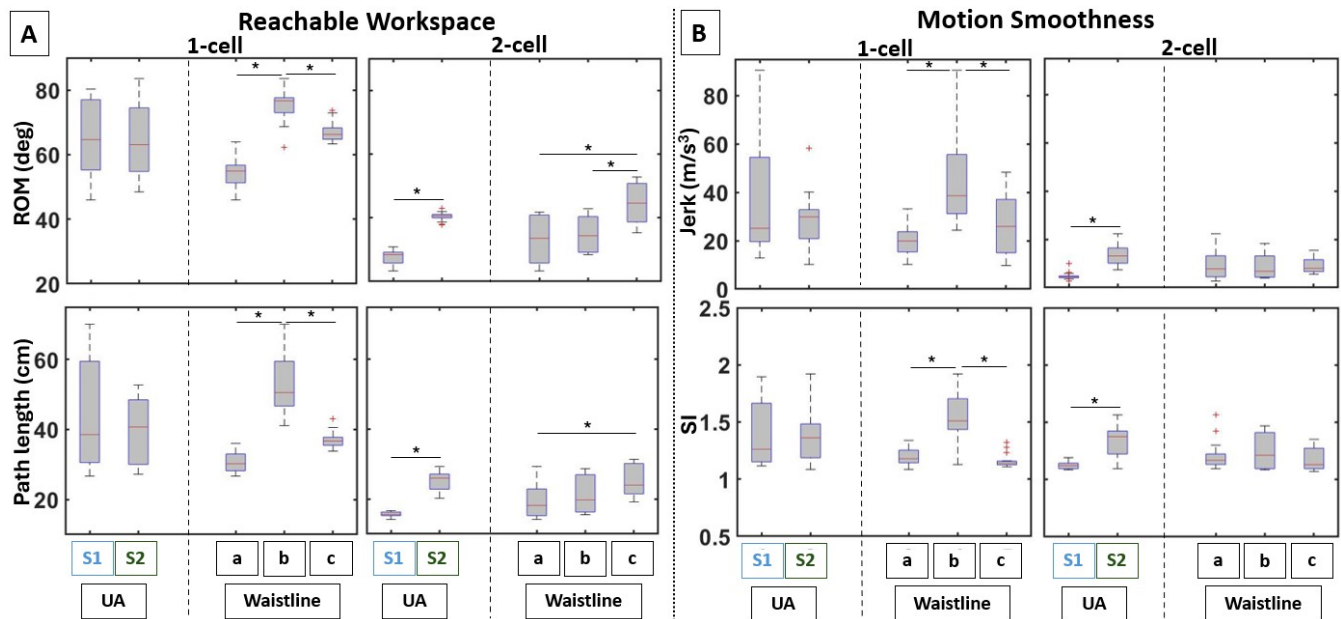 A
Reachable Workspace
1-cell
2-cell
ROM (deg)
80
60
40
20
*
*
*
*
*
Path length (cm)
60
40
20
*
*
*
*
S1
S2
a
b
c
S1
S2
a
b
c
UA
Waistline
UA
Waistline
B
Motion Smoothness
1-cell
2-cell
Jerk (m/s³)
80
60
40
20
0
*
*
*
SI
2.5
2
1.5
1
0.5
*
*
*
S1
S2
a
b
c
S1
S2
a
b
c
UA
Waistline
UA
Waistline